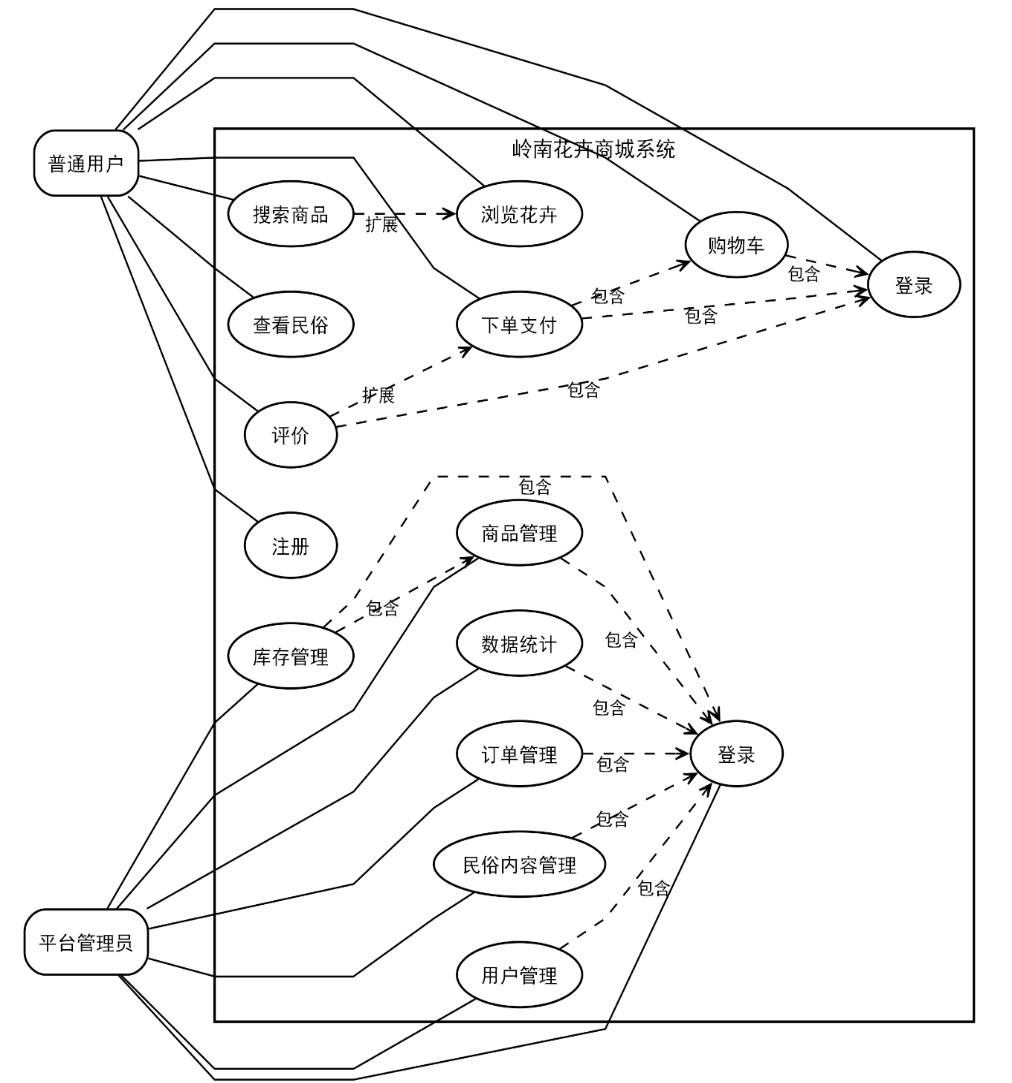 岭南花卉商城系统
普通用户
搜索商品
扩展
浏览花卉
购物车
包含
登录
查看民俗
包含
下单支付
包含
扩展
包含
评价
包含
商品管理
注册
包含
包含
库存管理
数据统计
包含
订单管理
包含
登录
包含
民俗内容管理
包含
平台管理员
用户管理